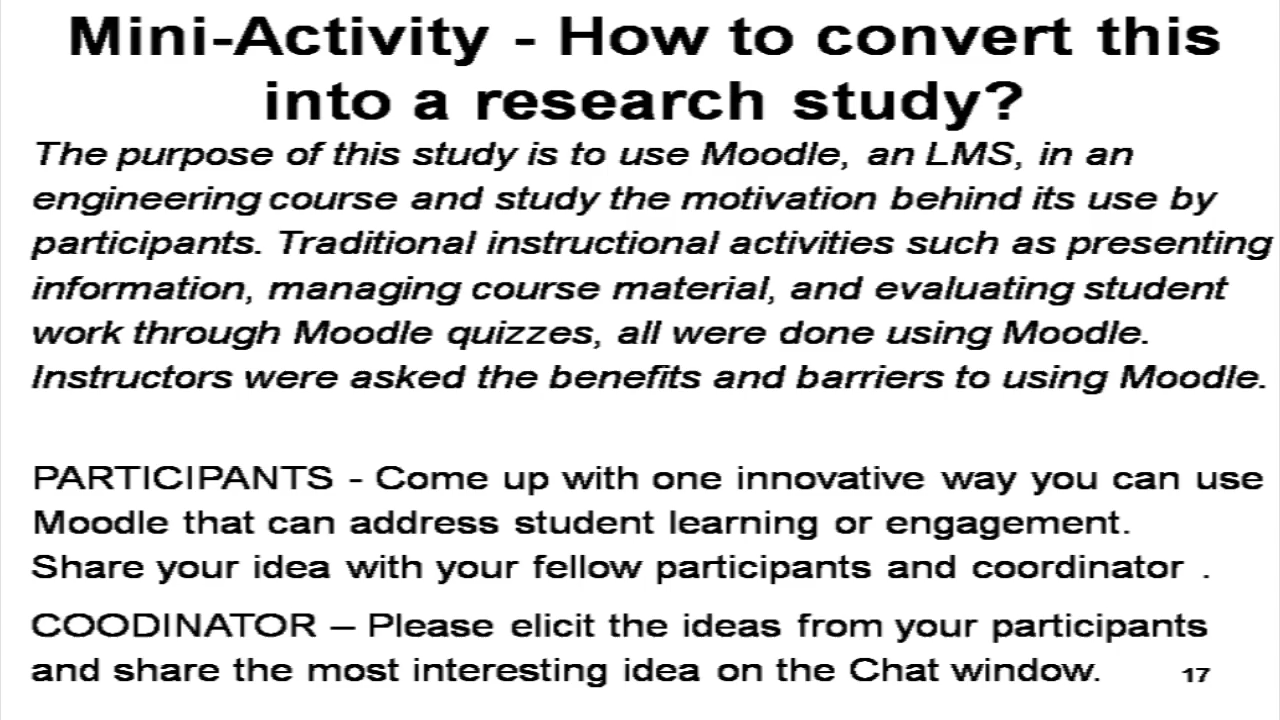 Mini-Activity - How to convert this
into a research study?
The purpose of this study is to use Moodle, an LMS, in an
engineering course and study the motivation behind its use by
participants. Traditional instructional activities such as presenting
information, managing course material, and evaluating student
work through Moodle quizzes, all were done using Moodle.
Instructors were asked the benefits and barriers to using Moodle.
PARTICIPANTS - Come up with one innovative way you can use
Moodle that can address student learning or engagement.
Share your idea with your fellow participants and coordinator .
COODINATOR – Please elicit the ideas from your participants
and share the most interesting idea on the Chat window.
17